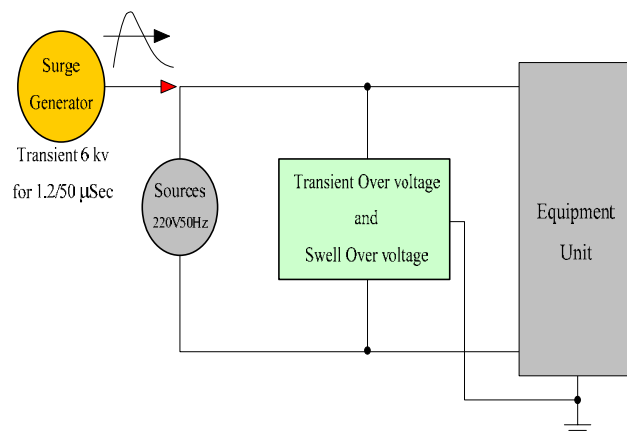 Surge
Generator
Transient 6 kv
for 1.2/50 μSec
Sources
220V50Hz
Transient Over voltage
and
Swell Over voltage
Equipment
Unit